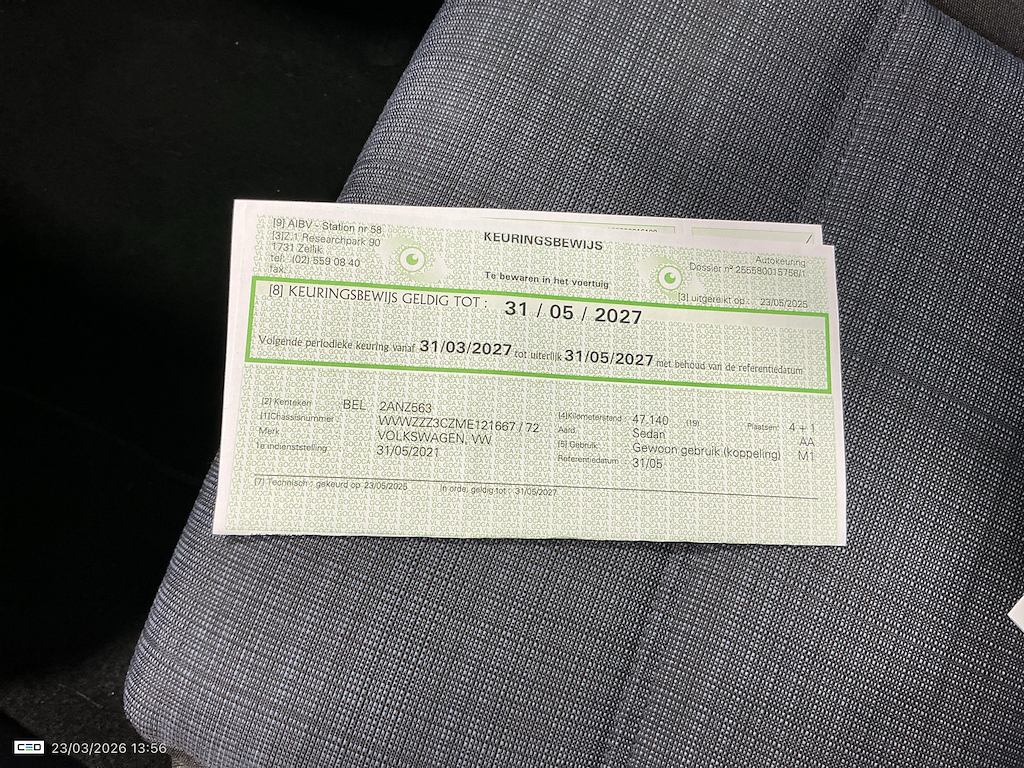 [9] AIBV - Station nr 58
[3]Z.1 Researchpark 90
1731 Zellik
tel: (02) 559 08 40
fax:
KEURINGSBEWIJS
Te bewaren in het voertuig
Autokeuring
Dossier nº 255580015758/1
[3] uitgereikt op : 23/05/2025
[8] KEURINGSBEWIJS GELDIG TOT : 31 / 05 / 2027
Volgende periodieke keuring vanaf 31/03/2027 tot uiterlijk 31/05/2027 met behoud van de referentiedatum
[2] Kenteken BEL 2ANZ563
[1]Chassisnummer WVWZZZ3CZME121667 / 72
Merk VOLKSWAGEN, VW
1e indienststelling 31/05/2021
[4]Kilometerstand 47.140 (19) Plaatsen: 4 + 1
Aard Sedan AA
[5] Gebruik: Gewoon gebruik (koppeling) M1
Referentiedatum : 31/05
[7] Technisch : gekeurd op 23/05/2025 In orde, geldig tot : 31/05/2027
CEO 23/03/2026 13:56